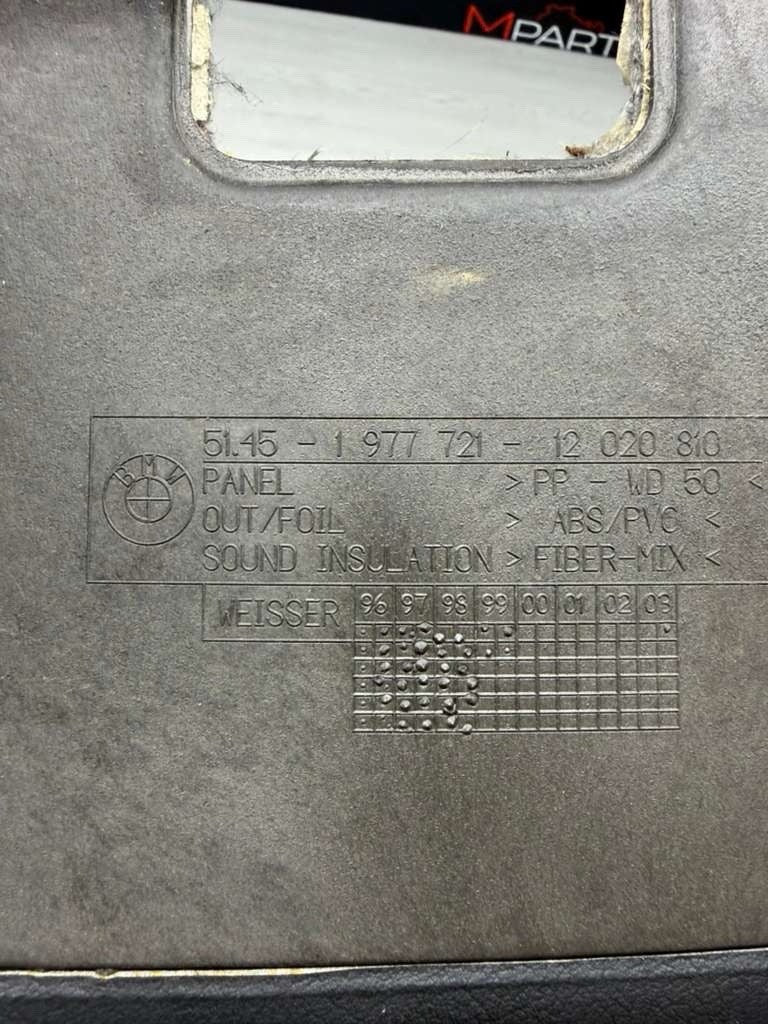 MPART
51.45 - 1 977 721 - 12 020 810
BMW
PANEL > PP - WD 50 <
OUT/FOIL > ABS/PVC <
SOUND INSULATION > FIBER-MIX <
WEISSER 96 97 98 99 00 01 02 03